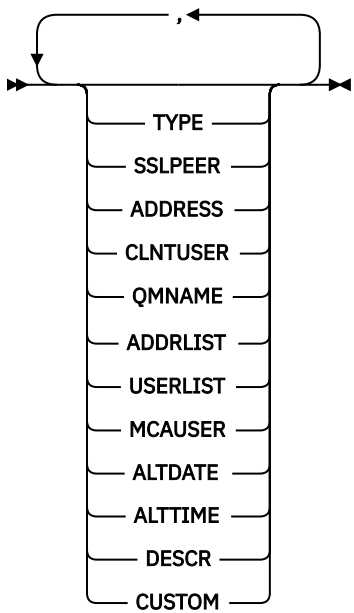 ,
TYPE
SSLPEER
ADDRESS
CLNTUSER
QMNAME
ADDRLIST
USERLIST
MCAUSER
ALTDATE
ALTTIME
DESCR
CUSTOM